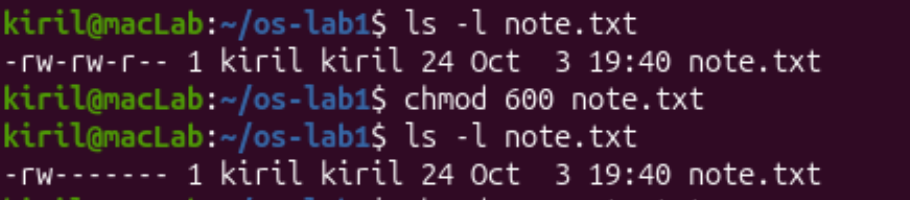 kiril@macLab:~/os-lab1$ ls -l note.txt
-rw-rw-r-- 1 kiril kiril 24 Oct  3 19:40 note.txt
kiril@macLab:~/os-lab1$ chmod 600 note.txt
kiril@macLab:~/os-lab1$ ls -l note.txt
-rw------- 1 kiril kiril 24 Oct  3 19:40 note.txt